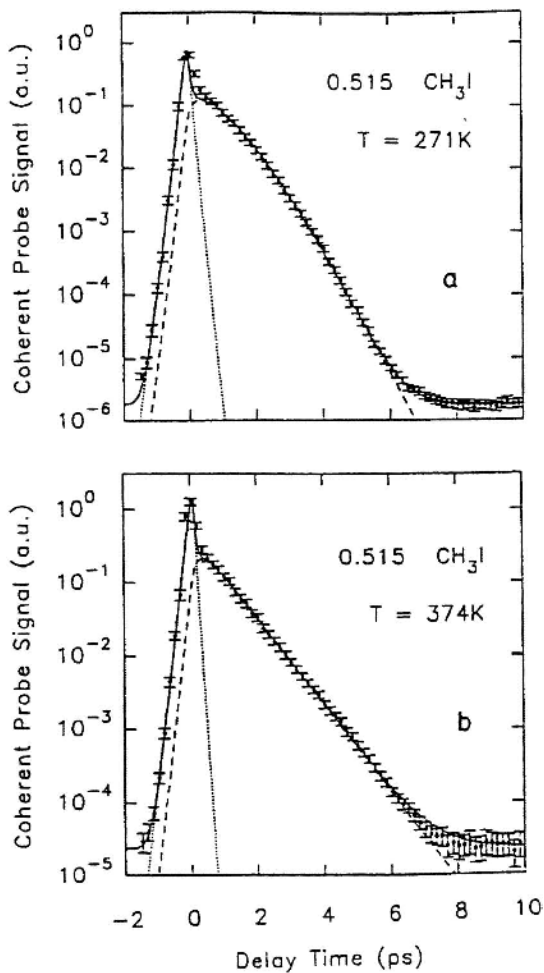 Coherent Probe Signal (a.u.)
10⁰
10⁻¹
10⁻²
10⁻³
10⁻⁴
10⁻⁵
10⁻⁶
0.515 CH₃I
T = 271K
a
Coherent Probe Signal (a.u.)
10⁰
10⁻¹
10⁻²
10⁻³
10⁻⁴
10⁻⁵
0.515 CH₃I
T = 374K
b
−2 0 2 4 6 8 10
Delay Time (ps)